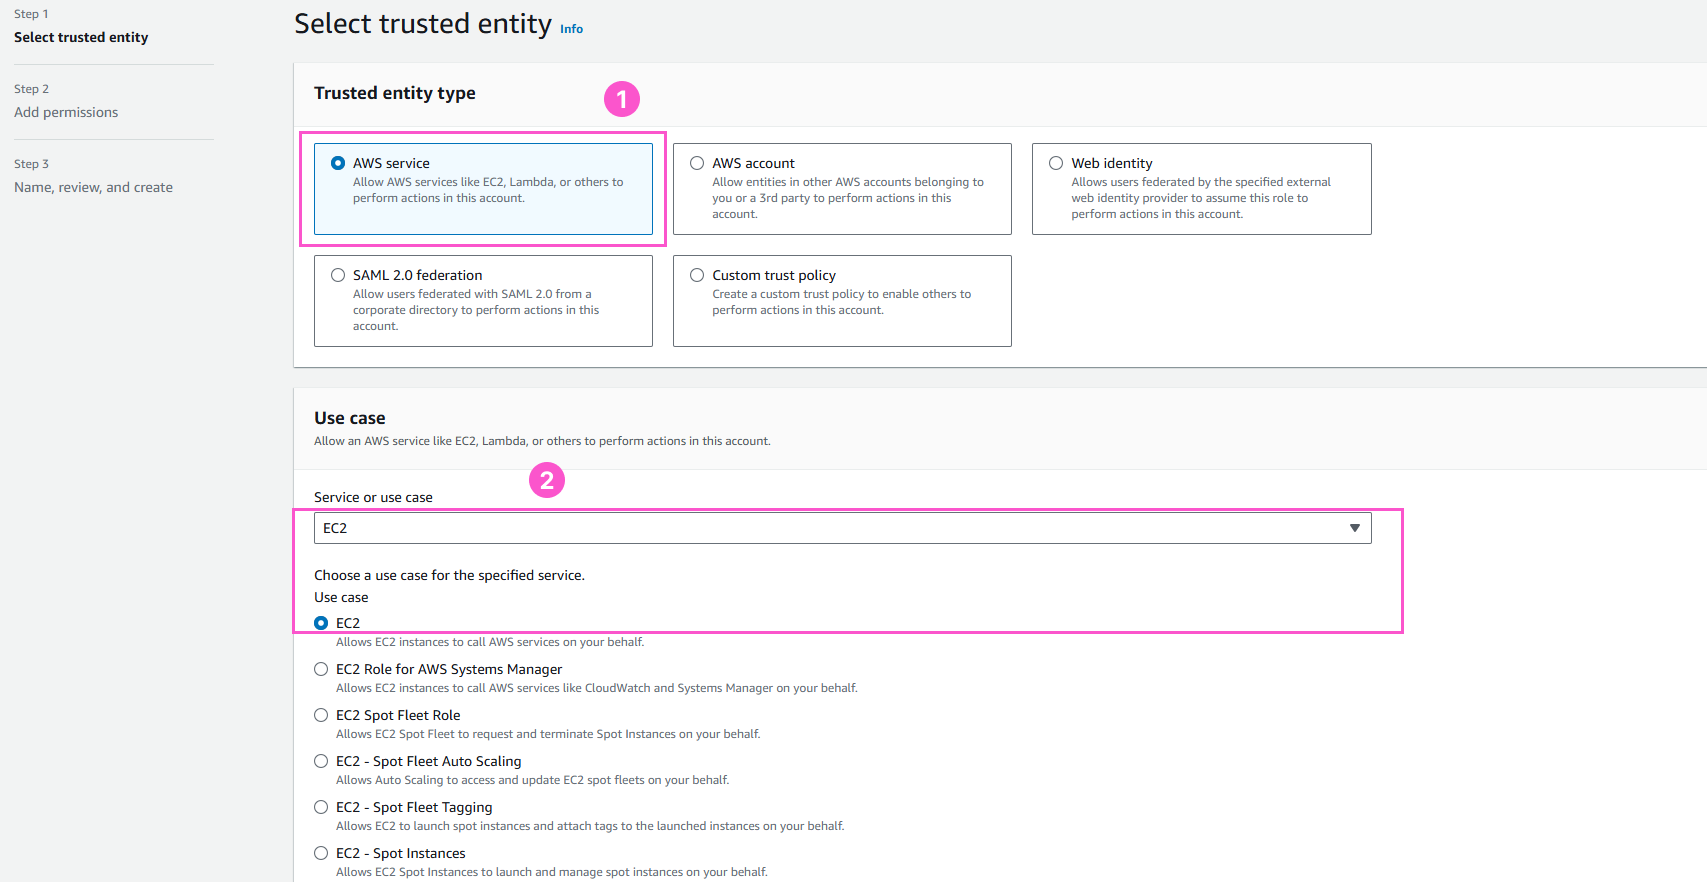 Step 1
Select trusted entity
Step 2
Add permissions
Step 3
Name, review, and create
Select trusted entity Info
Trusted entity type
1
AWS service
Allow AWS services like EC2, Lambda, or others to
perform actions in this account.
AWS account
Allow entities in other AWS accounts belonging to
you or a 3rd party to perform actions in this
account.
Web identity
Allows users federated by the specified external
web identity provider to assume this role to
perform actions in this account.
SAML 2.0 federation
Allow users federated with SAML 2.0 from a
corporate directory to perform actions in this
account.
Custom trust policy
Create a custom trust policy to enable others to
perform actions in this account.
Use case
Allow an AWS service like EC2, Lambda, or others to perform actions in this account.
2
Service or use case
EC2
Choose a use case for the specified service.
Use case
EC2
Allows EC2 instances to call AWS services on your behalf.
EC2 Role for AWS Systems Manager
Allows EC2 instances to call AWS services like CloudWatch and Systems Manager on your behalf.
EC2 Spot Fleet Role
Allows EC2 Spot Fleet to request and terminate Spot Instances on your behalf.
EC2 - Spot Fleet Auto Scaling
Allows Auto Scaling to access and update EC2 spot fleets on your behalf.
EC2 - Spot Fleet Tagging
Allows EC2 to launch spot instances and attach tags to the launched instances on your behalf.
EC2 - Spot Instances
Allows EC2 Spot Instances to launch and manage spot instances on your behalf.